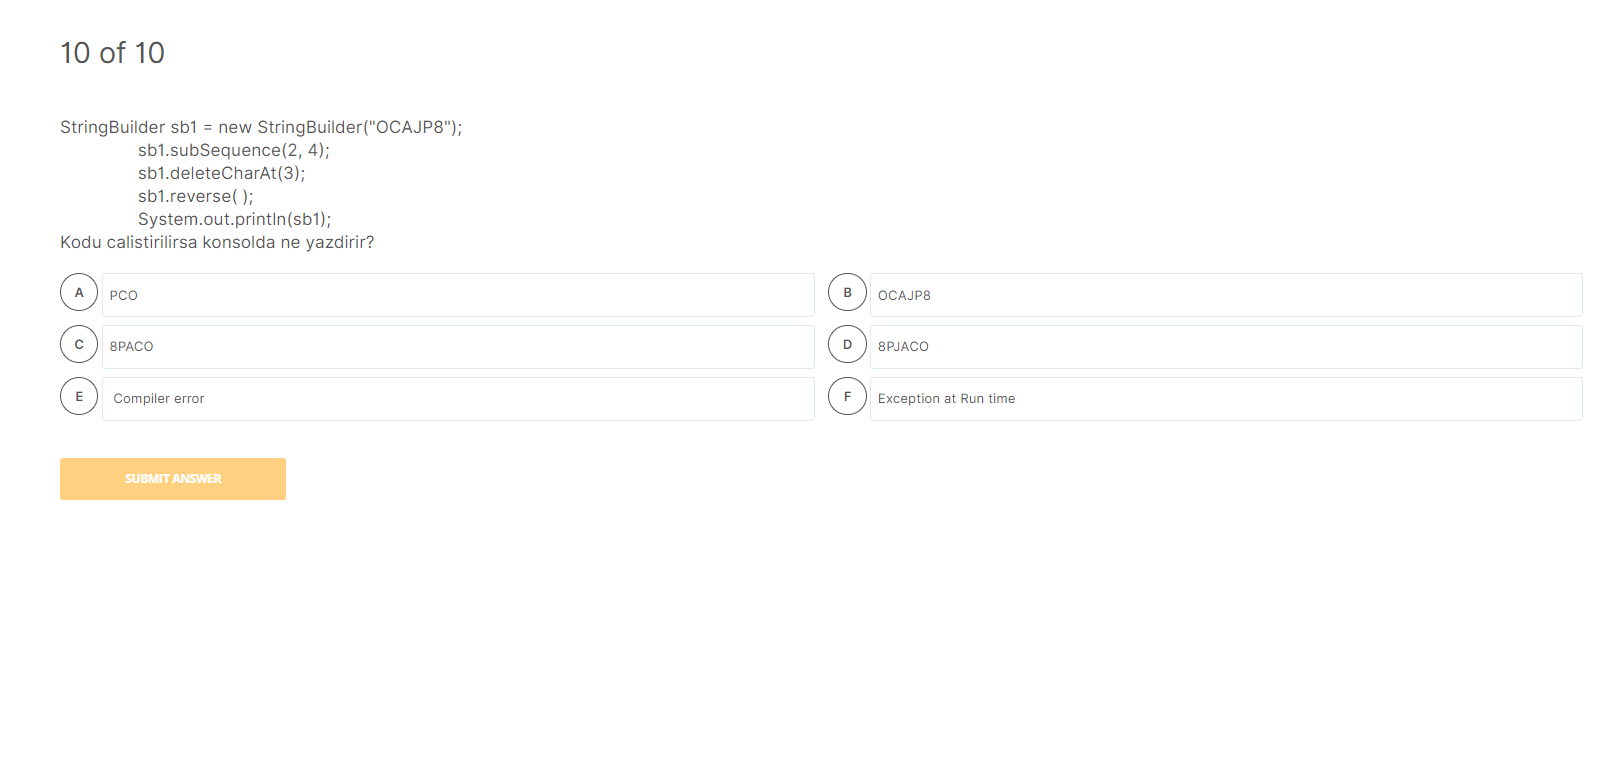 10 of 10
StringBuilder sb1 = new StringBuilder("OCAJP8");
sb1.subSequence(2, 4);
sb1.deleteCharAt(3);
sb1.reverse( );
System.out.println(sb1);
Kodu calistirilirsa konsolda ne yazdirir?
A PCO
B OCAJP8
C 8PACO
D 8PJACO
E Compiler error
F Exception at Run time
SUBMIT ANSWER